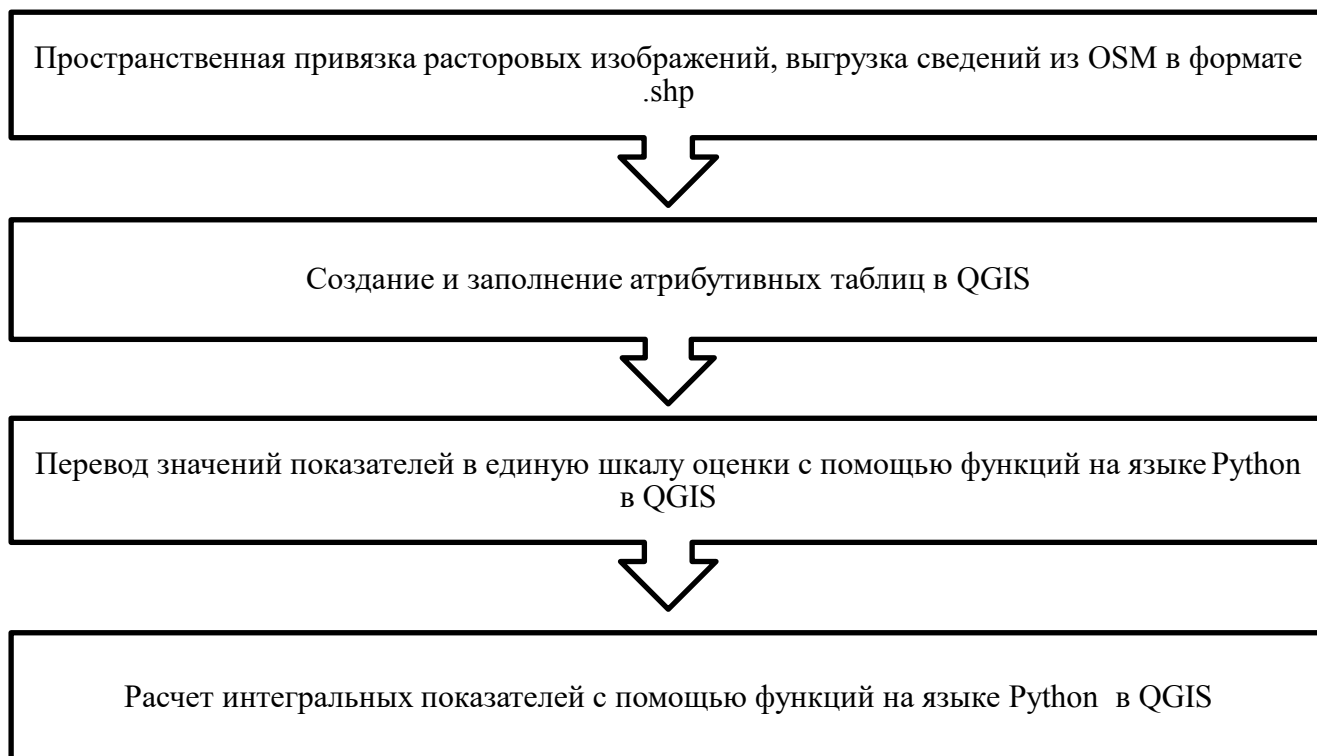 Пространственная привязка расторовых изображений, выгрузка сведений из OSM в формате
.shp
Создание и заполнение атрибутивных таблиц в QGIS
Перевод значений показателей в единую шкалу оценки с помощью функций на языке Python
в QGIS
Расчет интегральных показателей с помощью функций на языке Python в QGIS